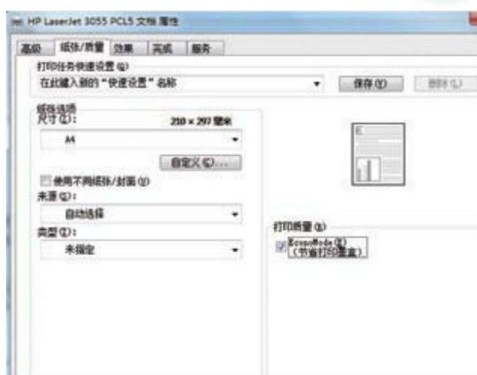 HP LaserJet 3055 PCL5 文档 属性
高级 纸张/质量 效果 完成 服务
打印任务快速设置(Q)
在此键入新的“快速设置”名称 保存(V) 删除(L)
纸张选项
尺寸(Z): 210 × 297 毫米
A4
自定义(C)...
使用不同纸张/封面(U)
来源(S):
自动选择
类型(T):
未指定
打印质量
EconoMode
(节省打印墨盒)